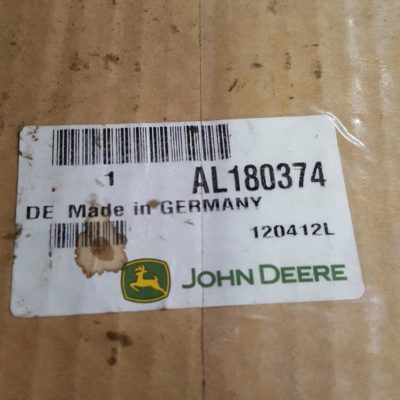 1 AL180374
DE Made in GERMANY
120412L
JOHN DEERE